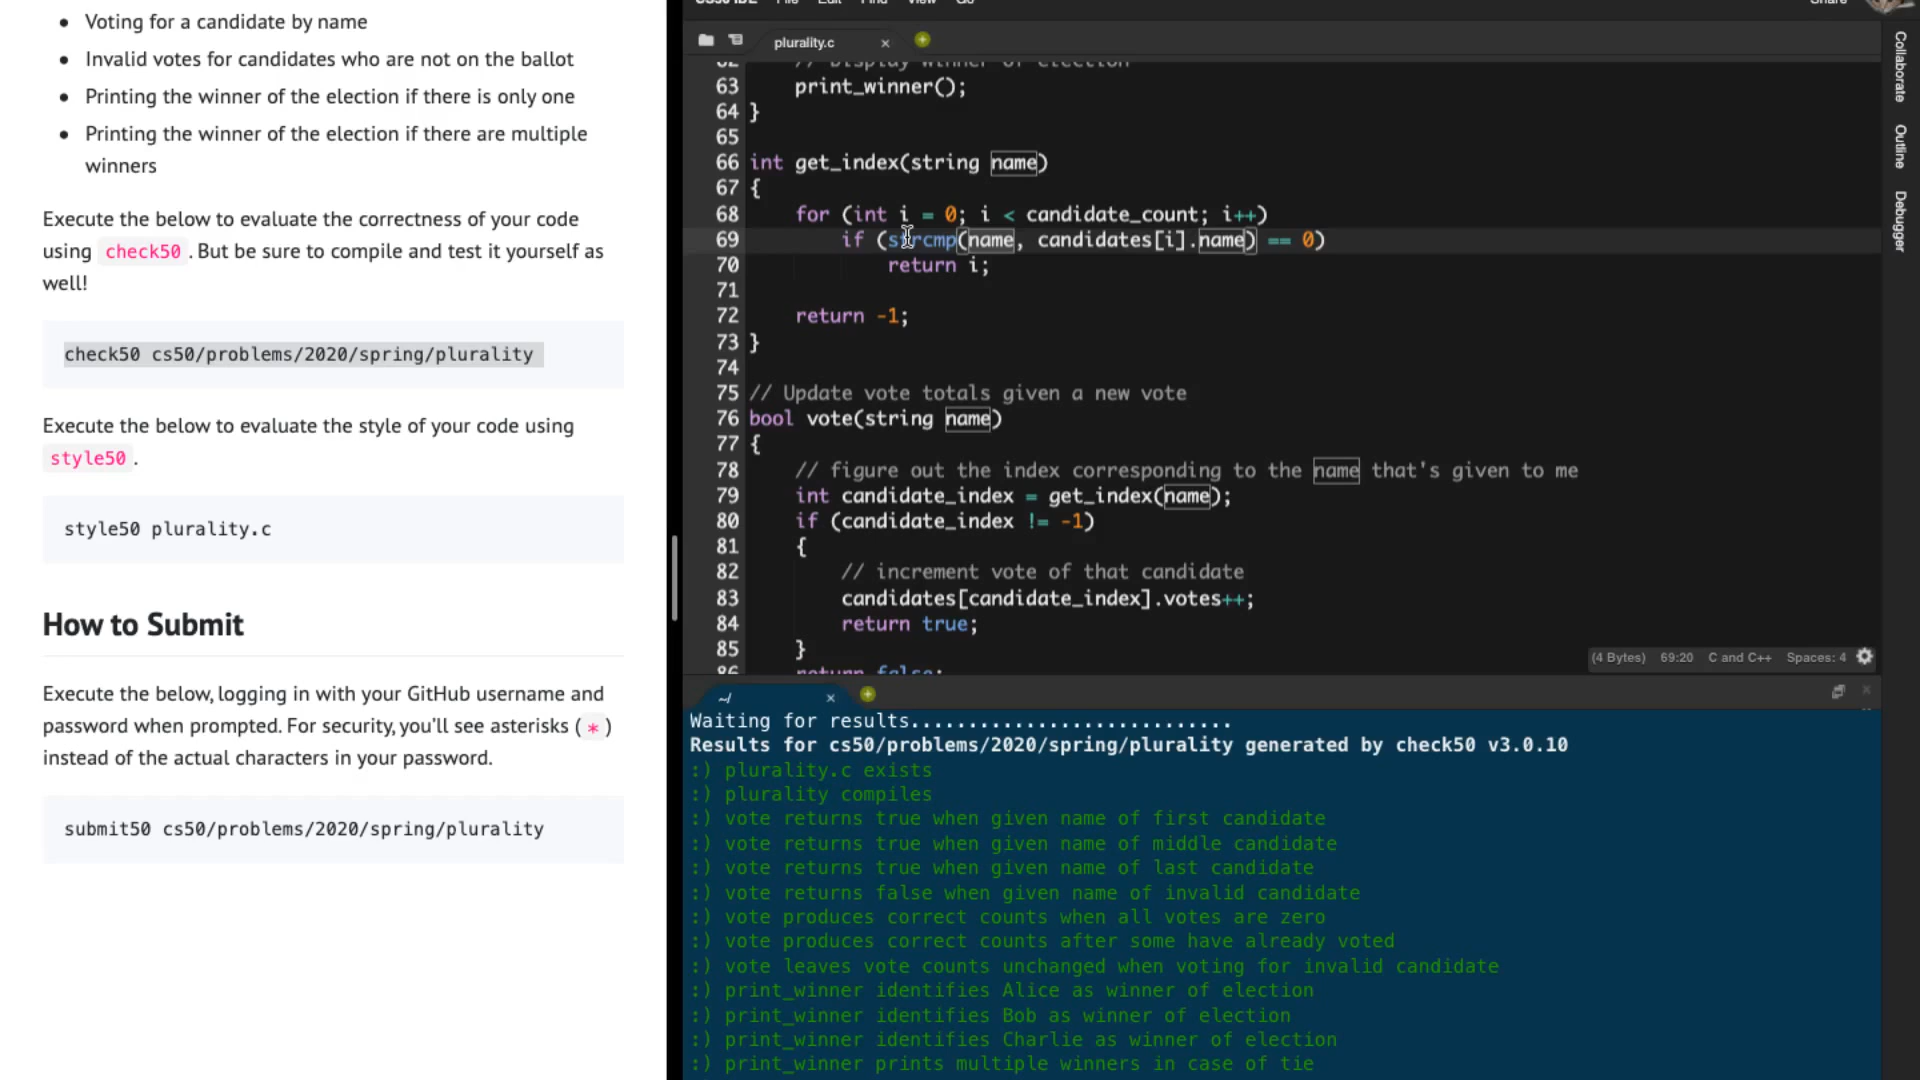 Voting for a candidate by name
Invalid votes for candidates who are not on the ballot
Printing the winner of the election if there is only one
Printing the winner of the election if there are multiple
winners
Execute the below to evaluate the correctness of your code
using check50 . But be sure to compile and test it yourself as
well!
check50 cs50/problems/2020/spring/plurality
Execute the below to evaluate the style of your code using
style50 .
style50 plurality.c
How to Submit
Execute the below, logging in with your GitHub username and
password when prompted. For security, you'll see asterisks ( * )
instead of the actual characters in your password.
submit50 cs50/problems/2020/spring/plurality
CS50 IDE File Edit Find View Go Share
plurality.c
62 // Display winner of election
63 print_winner();
64 }
65
66 int get_index(string name)
67 {
68 for (int i = 0; i < candidate_count; i++)
69 if (strcmp(name, candidates[i].name) == 0)
70 return i;
71
72 return -1;
73 }
74
75 // Update vote totals given a new vote
76 bool vote(string name)
77 {
78 // figure out the index corresponding to the name that's given to me
79 int candidate_index = get_index(name);
80 if (candidate_index != -1)
81 {
82 // increment vote of that candidate
83 candidates[candidate_index].votes++;
84 return true;
85 }
86 return false;
(4 Bytes) 69:20 C and C++ Spaces: 4
Collaborate
Outline
Debugger
~/
Waiting for results............................
Results for cs50/problems/2020/spring/plurality generated by check50 v3.0.10
:) plurality.c exists
:) plurality compiles
:) vote returns true when given name of first candidate
:) vote returns true when given name of middle candidate
:) vote returns true when given name of last candidate
:) vote returns false when given name of invalid candidate
:) vote produces correct counts when all votes are zero
:) vote produces correct counts after some have already voted
:) vote leaves vote counts unchanged when voting for invalid candidate
:) print_winner identifies Alice as winner of election
:) print_winner identifies Bob as winner of election
:) print_winner identifies Charlie as winner of election
:) print_winner prints multiple winners in case of tie